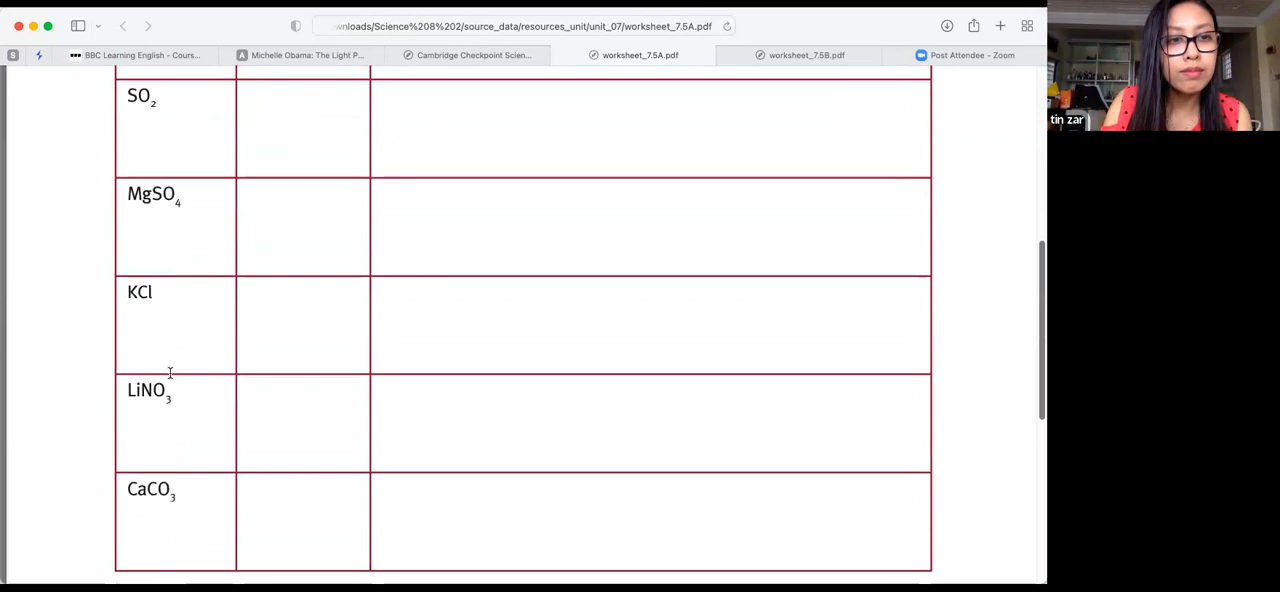 wnloads/Science%208%202/source_data/resources_unit/unit_07/worksheet_7.5A.pdf
S BBC Learning English - Cours... A Michelle Obama: The Light P... Cambridge Checkpoint Scien... worksheet_7.5A.pdf worksheet_7.5B.pdf Post Attendee - Zoom
tin zar
SO₂
MgSO₄
KCl
LiNO₃
CaCO₃